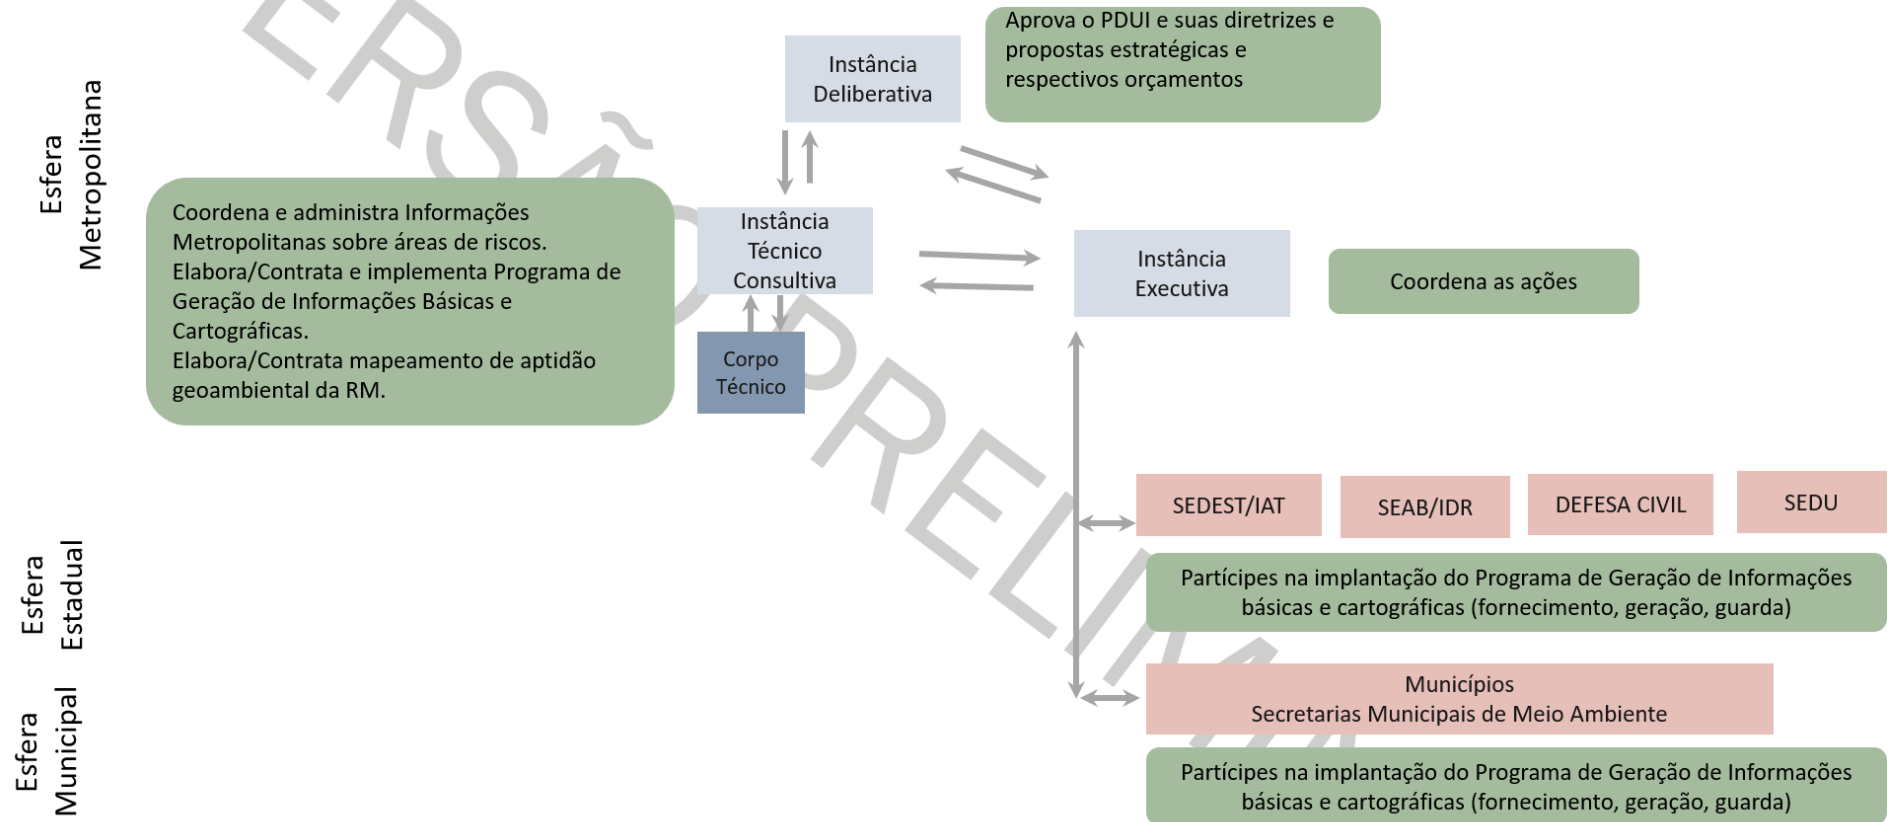 Esfera
Metropolitana
Instância
Deliberativa
Aprova o PDUI e suas diretrizes e
propostas estratégicas e
respectivos orçamentos
Coordena e administra Informações
Metropolitanas sobre áreas de riscos.
Elabora/Contrata e implementa Programa de
Geração de Informações Básicas e
Cartográficas.
Elabora/Contrata mapeamento de aptidão
geoambiental da RM.
Instância
Técnico
Consultiva
Corpo
Técnico
Instância
Executiva
Coordena as ações
Esfera
Estadual
SEDEST/IAT
SEAB/IDR
DEFESA CIVIL
SEDU
Partícipes na implantação do Programa de Geração de Informações
básicas e cartográficas (fornecimento, geração, guarda)
Esfera
Municipal
Municípios
Secretarias Municipais de Meio Ambiente
Partícipes na implantação do Programa de Geração de Informações
básicas e cartográficas (fornecimento, geração, guarda)